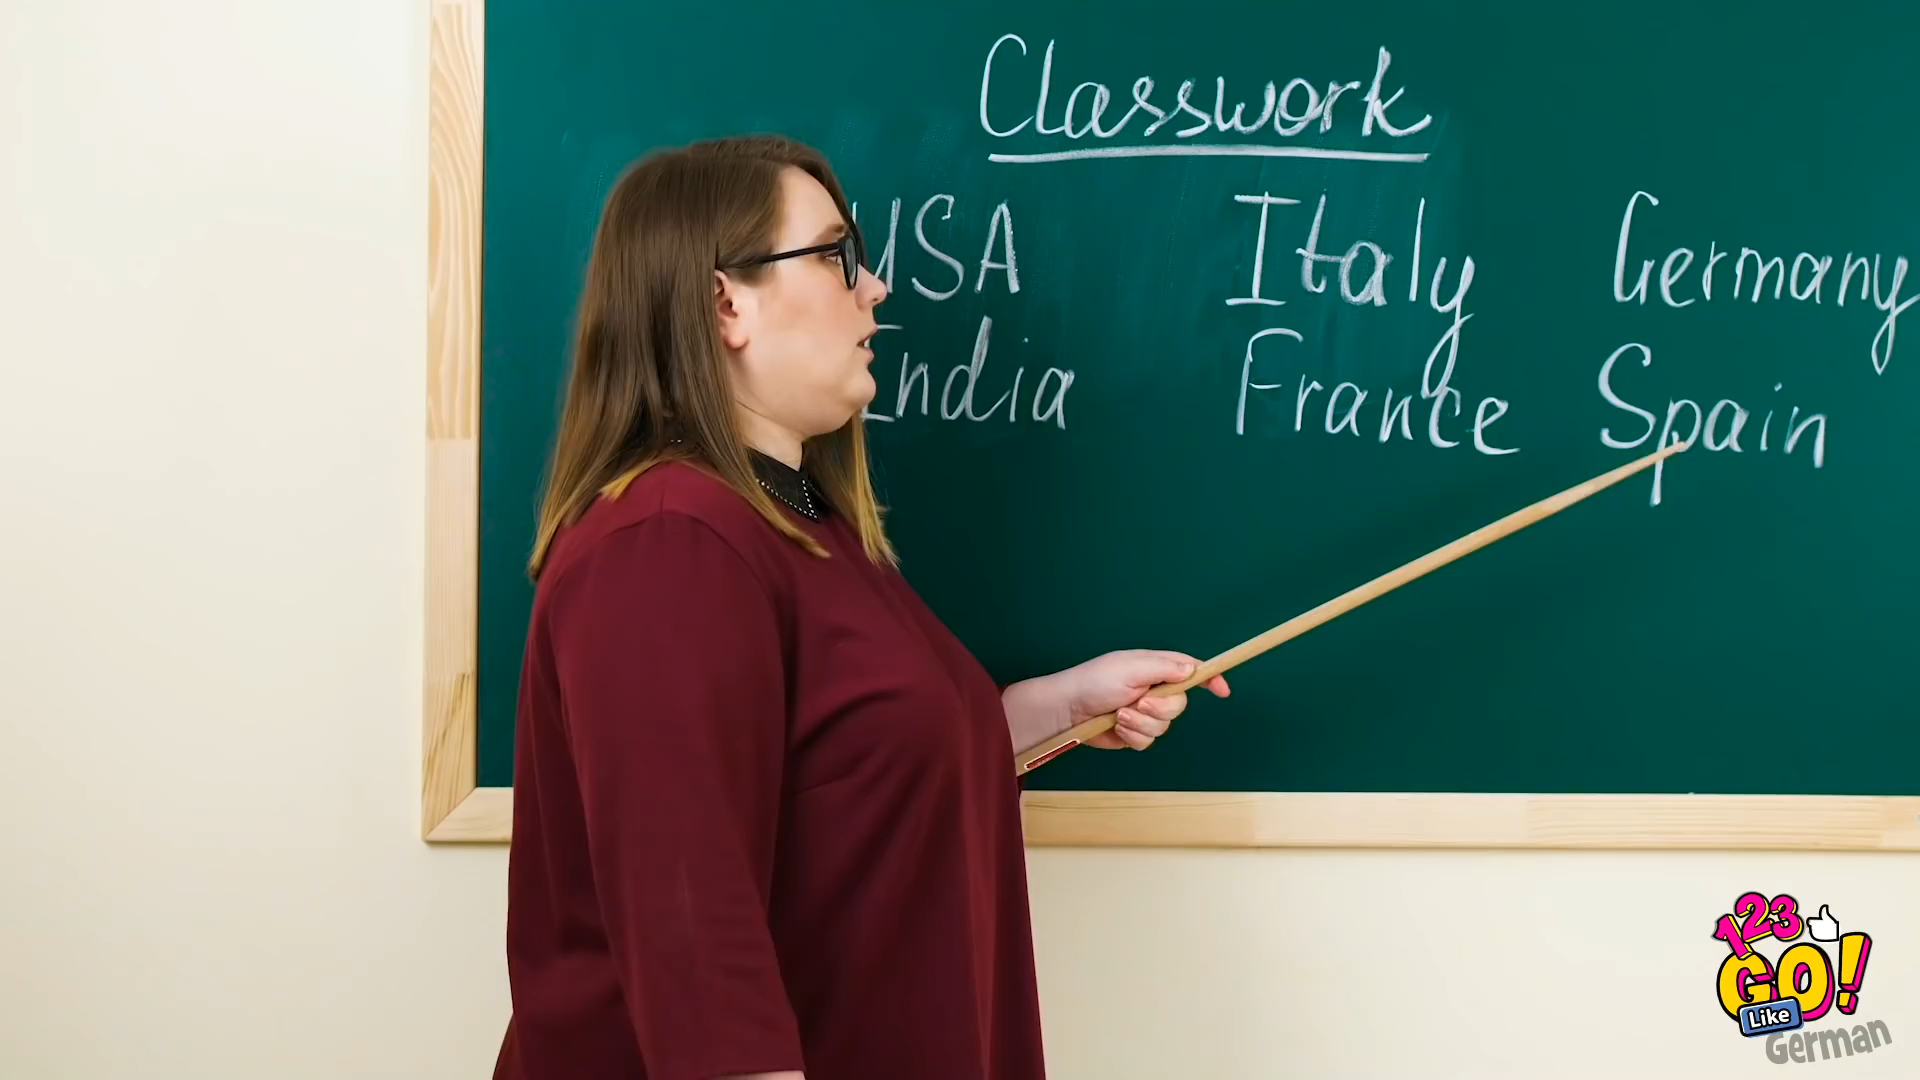 Classwork
USA Italy Germany
India France Spain
123
GO!
Like
German